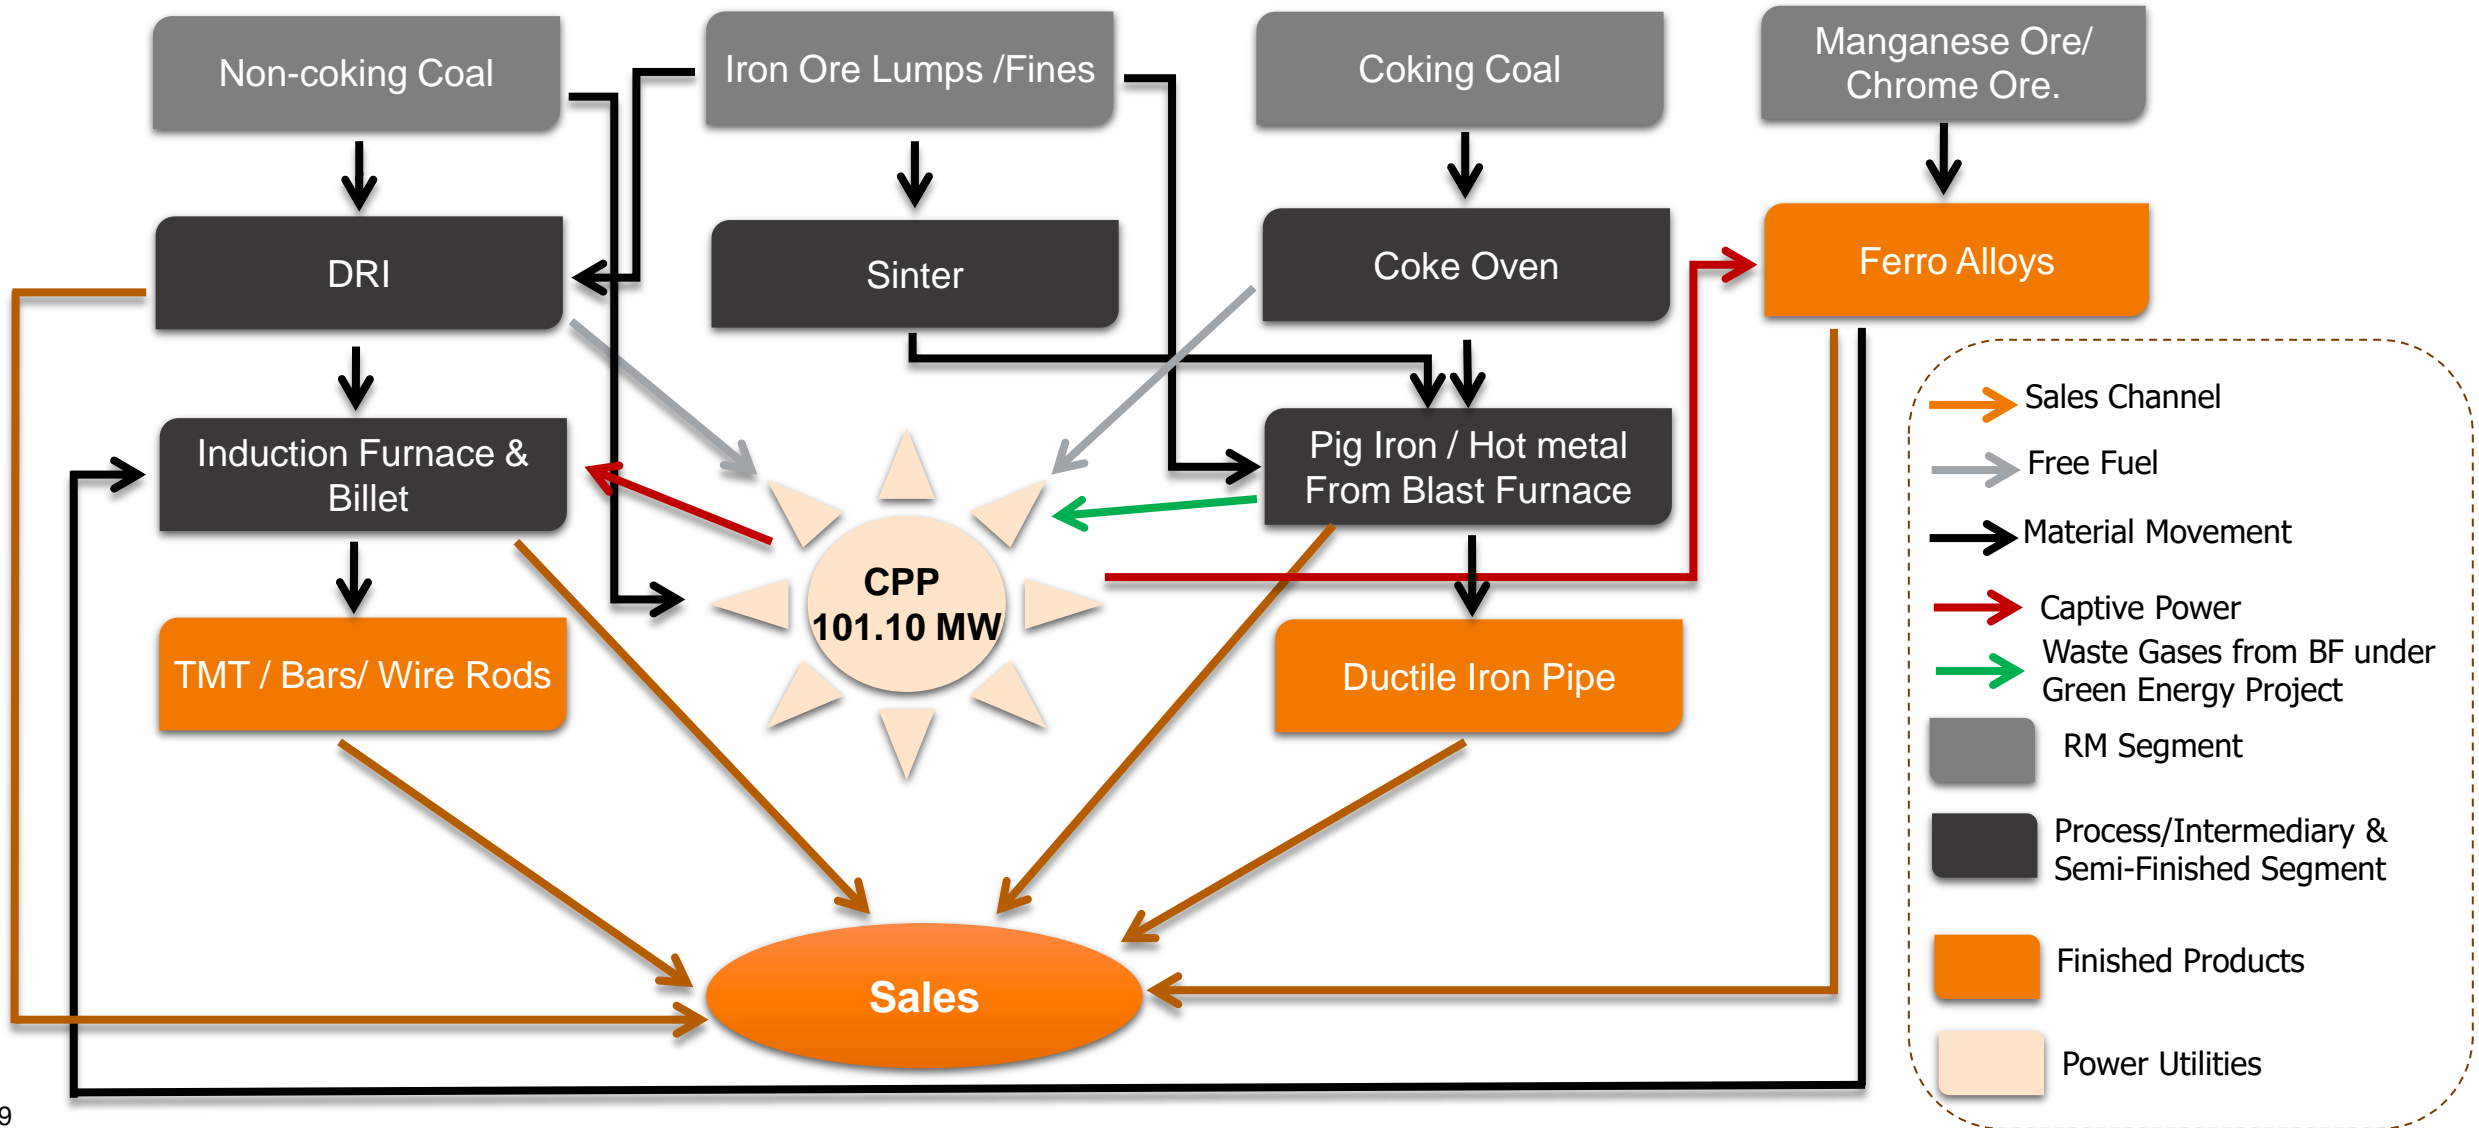 Non-coking Coal
Iron Ore Lumps /Fines
Coking Coal
Manganese Ore/
Chrome Ore.
DRI
Sinter
Coke Oven
Ferro Alloys
Induction Furnace &
Billet
Pig Iron / Hot metal
From Blast Furnace
CPP
101.10 MW
TMT / Bars/ Wire Rods
Ductile Iron Pipe
Sales
Sales Channel
Free Fuel
Material Movement
Captive Power
Waste Gases from BF under
Green Energy Project
RM Segment
Process/Intermediary &
Semi-Finished Segment
Finished Products
Power Utilities
9